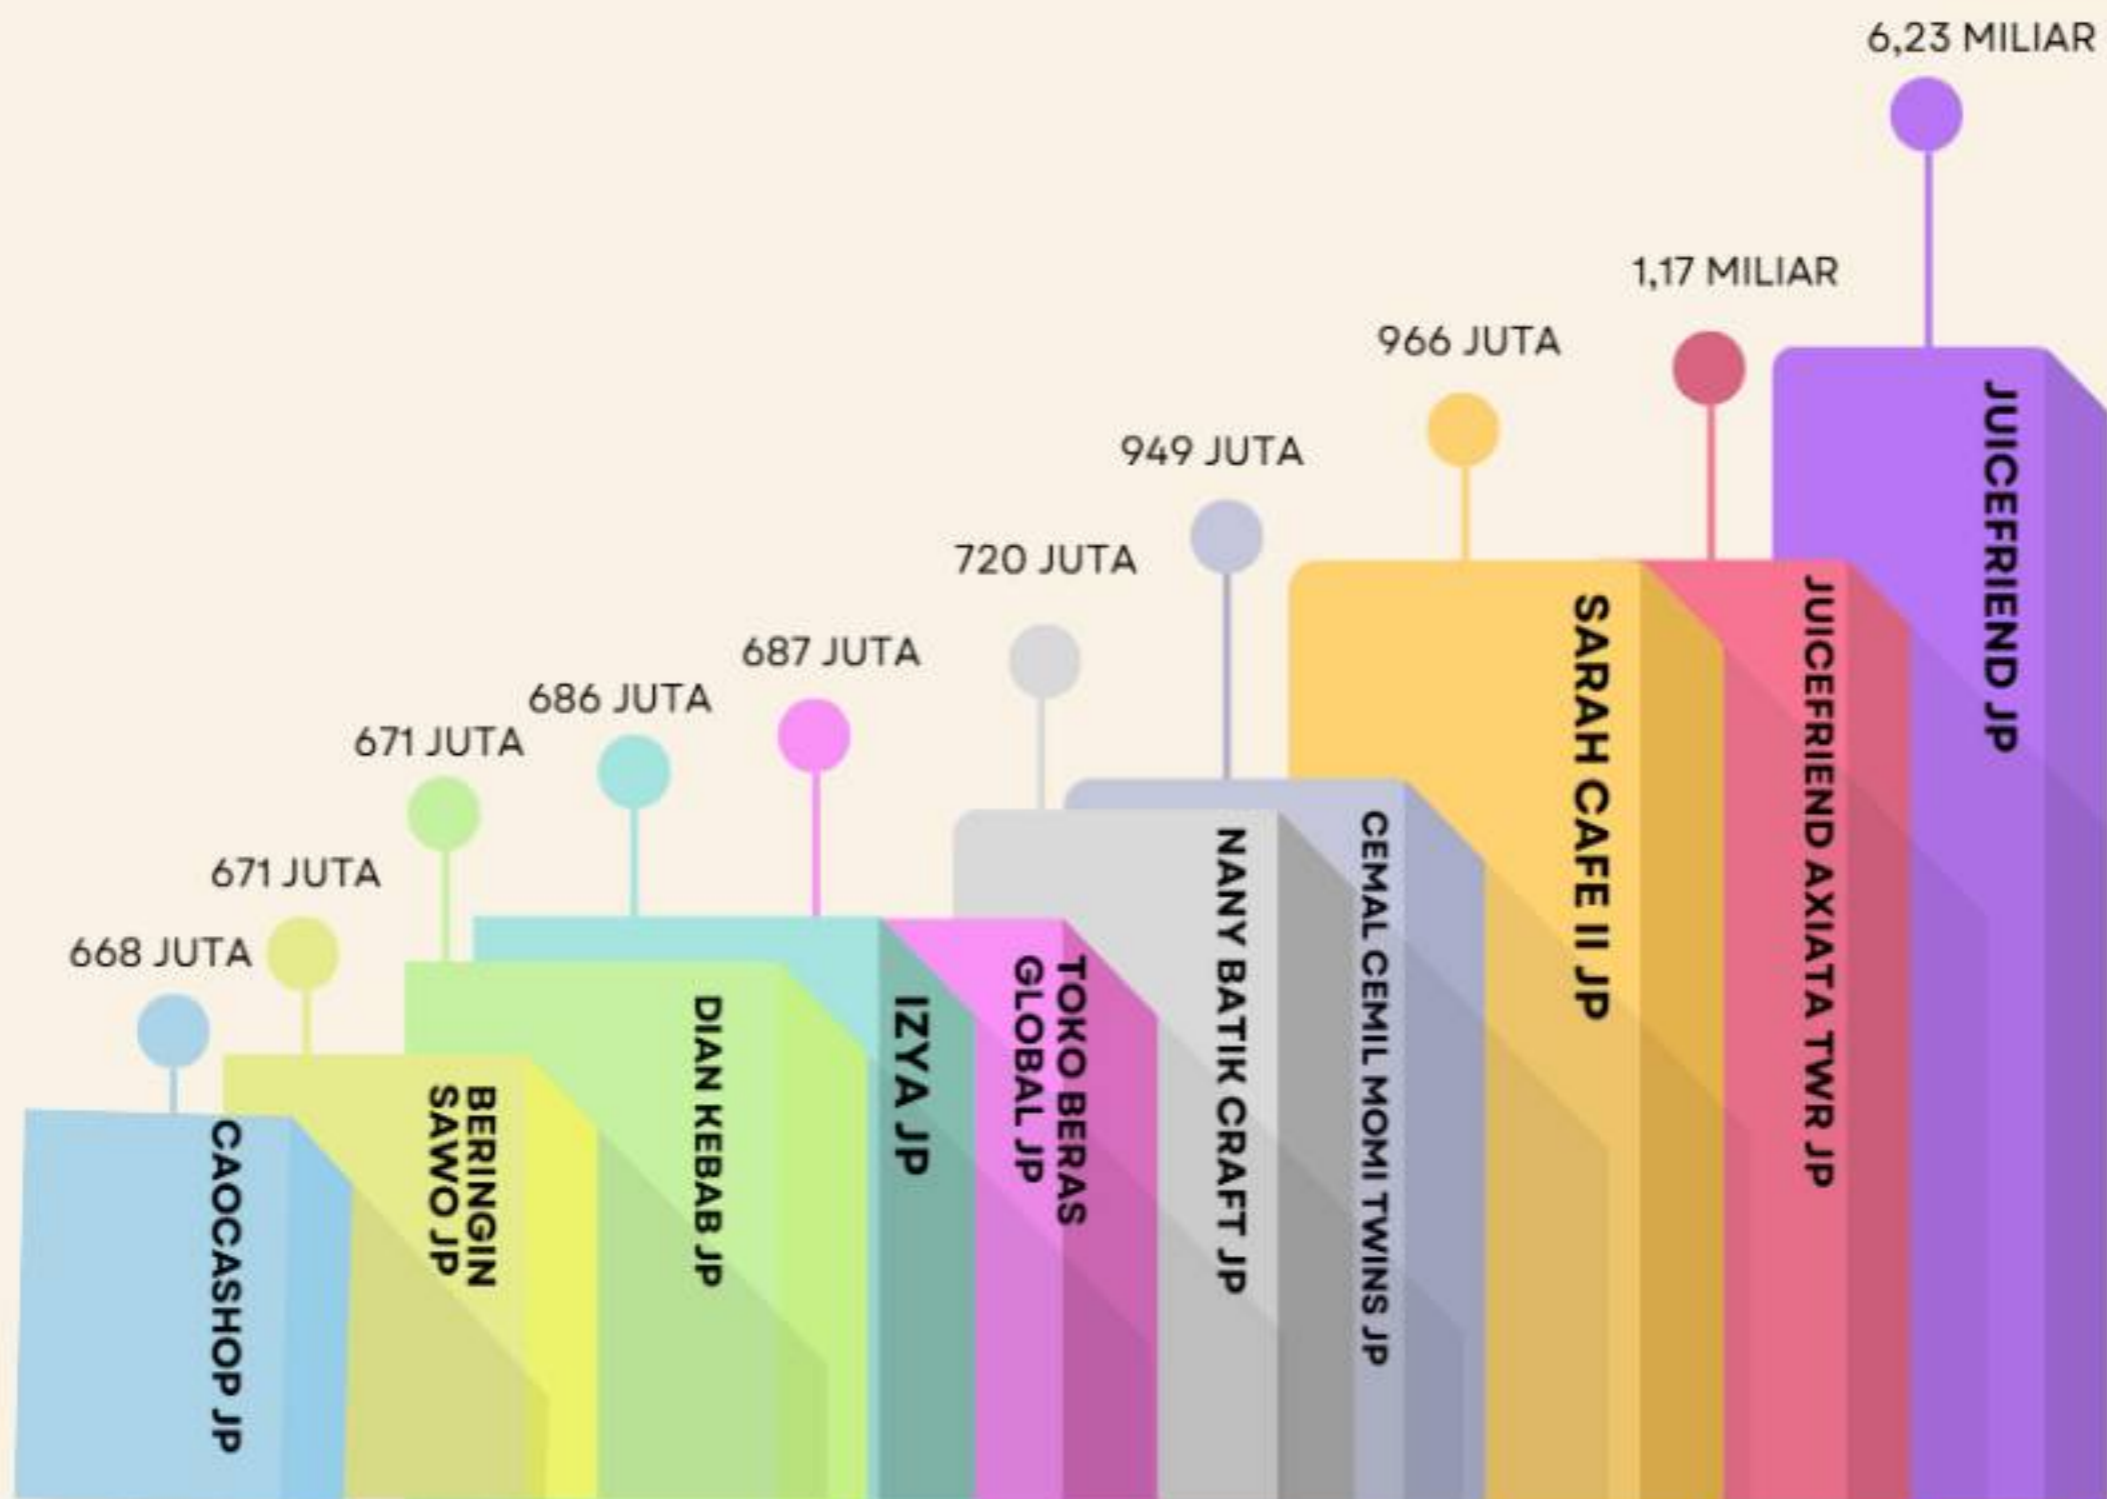 6,23 MILIAR
1,17 MILIAR
966 JUTA
949 JUTA
720 JUTA
687 JUTA
686 JUTA
671 JUTA
671 JUTA
668 JUTA
CAOCASHOP JP
BERINGIN
SAWO JP
DIAN KEBAB JP
IZYA JP
TOKO BERAS
GLOBAL JP
NANY BATIK CRAFT JP
CEMAL CEMIL MOMI TWINS JP
SARAH CAFE II JP
JUICEFRIEND AXIATA TWR JP
JUICEFRIEND JP